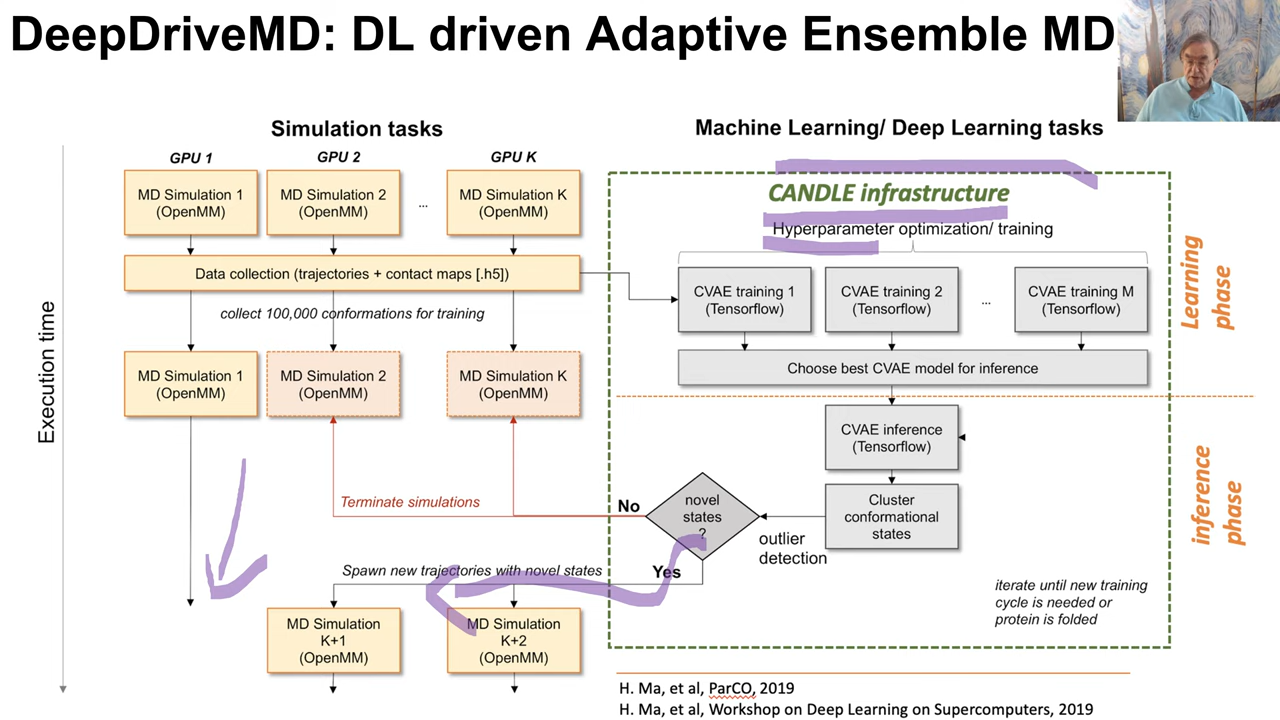 DeepDriveMD: DL driven Adaptive Ensemble MD
Simulation tasks
Machine Learning/ Deep Learning tasks
GPU 1
GPU 2
GPU K
MD Simulation 1
(OpenMM)
MD Simulation 2
(OpenMM)
...
MD Simulation K
(OpenMM)
CANDLE infrastructure
Hyperparameter optimization/ training
Data collection (trajectories + contact maps [.h5])
collect 100,000 conformations for training
CVAE training 1
(Tensorflow)
CVAE training 2
(Tensorflow)
...
CVAE training M
(Tensorflow)
Learning
phase
Choose best CVAE model for inference
Execution time
MD Simulation 1
(OpenMM)
MD Simulation 2
(OpenMM)
MD Simulation K
(OpenMM)
CVAE inference
(Tensorflow)
Cluster
conformational
states
inference
phase
outlier
detection
novel
states
?
No
Terminate simulations
Yes
Spawn new trajectories with novel states
MD Simulation
K+1
(OpenMM)
MD Simulation
K+2
(OpenMM)
iterate until new training
cycle is needed or
protein is folded
H. Ma, et al, ParCO, 2019
H. Ma, et al, Workshop on Deep Learning on Supercomputers, 2019